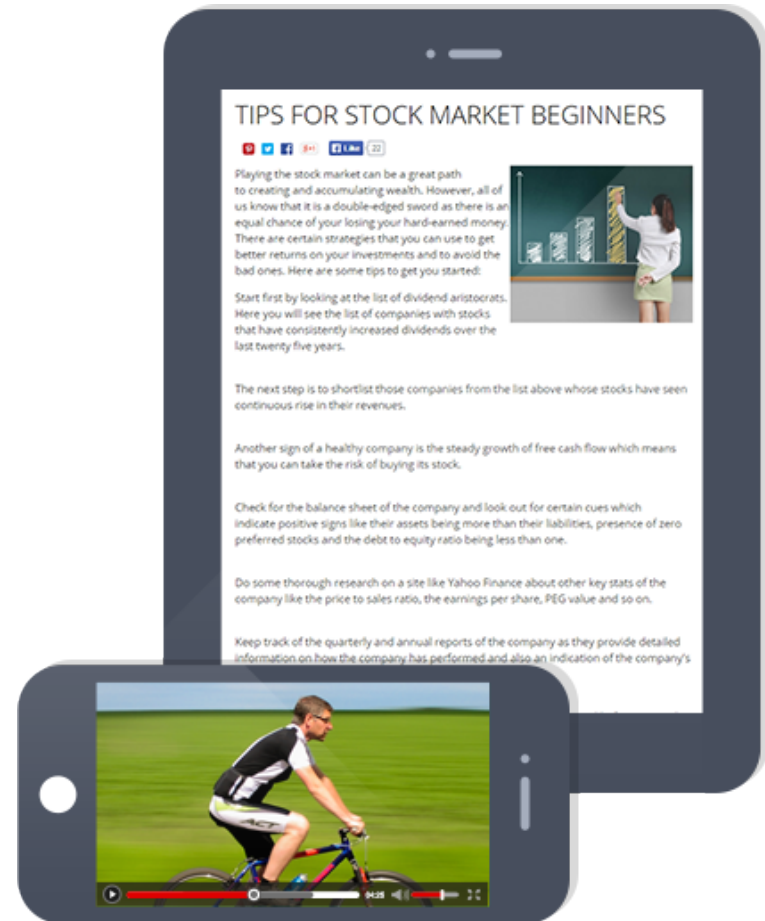 TIPS FOR STOCK MARKET BEGINNERS
Like 22
Playing the stock market can be a great path
to creating and accumulating wealth. However, all of
us know that it is a double-edged sword as there is an
equal chance of your losing your hard-earned money.
There are certain strategies that you can use to get
better returns on your investments and to avoid the
bad ones. Here are some tips to get you started:
Start first by looking at the list of dividend aristocrats.
Here you will see the list of companies with stocks
that have consistently increased dividends over the
last twenty five years.
The next step is to shortlist those companies from the list above whose stocks have seen
continuous rise in their revenues.
Another sign of a healthy company is the steady growth of free cash flow which means
that you can take the risk of buying its stock.
Check for the balance sheet of the company and look out for certain cues which
indicate positive signs like their assets being more than their liabilities, presence of zero
preferred stocks and the debt to equity ratio being less than one.
Do some thorough research on a site like Yahoo Finance about other key stats of the
company like the price to sales ratio, the earnings per share, PEG value and so on.
Keep track of the quarterly and annual reports of the company as they provide detailed
information on how the company has performed and also an indication of the company's
ACT
04:25